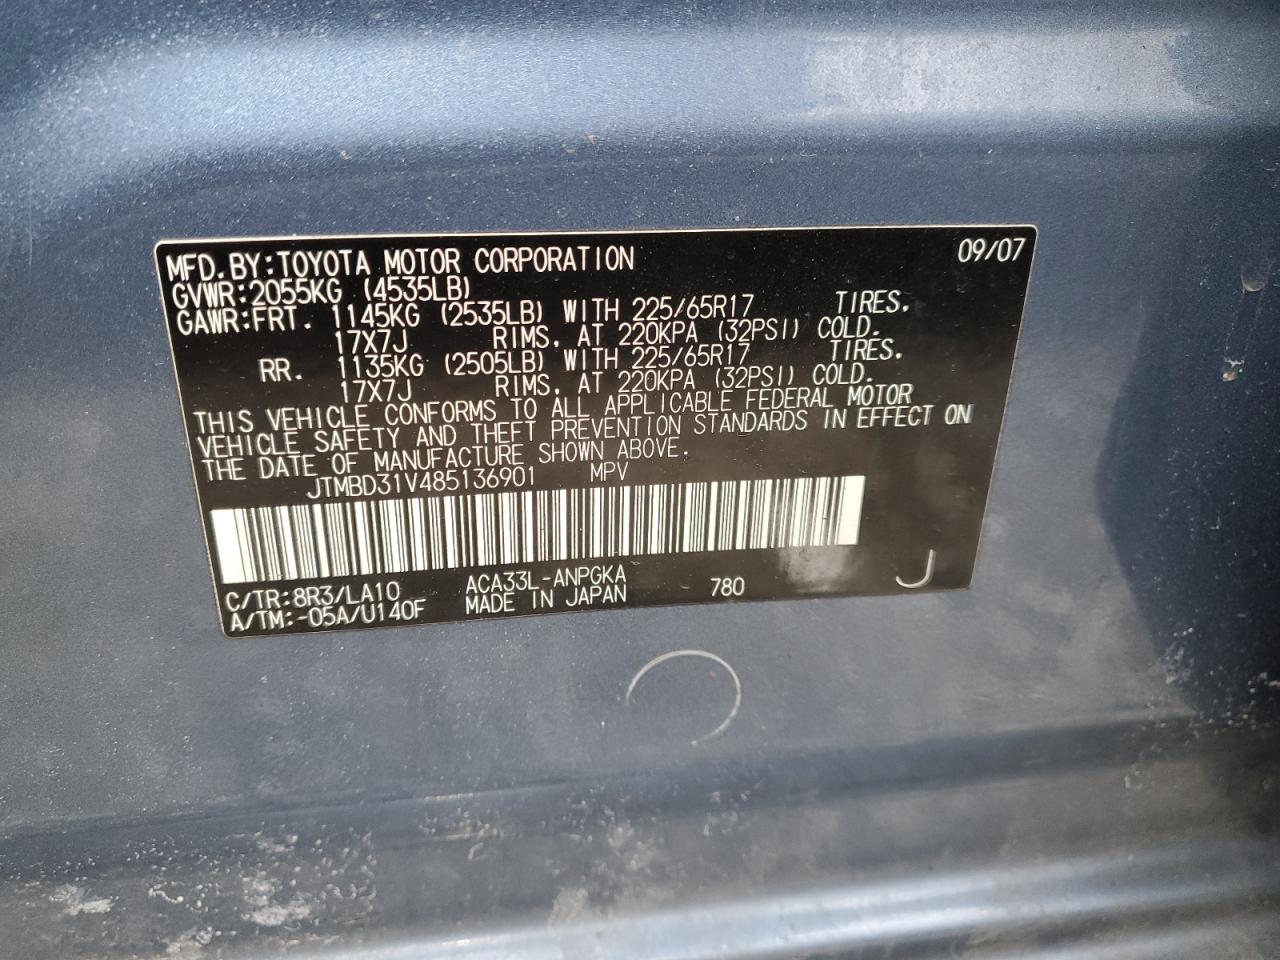 MFD.BY:TOYOTA MOTOR CORPORATION 09/07
GVWR:2055KG (4535LB)
GAWR:FRT. 1145KG (2535LB) WITH 225/65R17 TIRES.
17X7J RIMS, AT 220KPA (32PSI) COLD.
RR. 1135KG (2505LB) WITH 225/65R17 TIRES.
17X7J RIMS, AT 220KPA (32PSI) COLD.
THIS VEHICLE CONFORMS TO ALL APPLICABLE FEDERAL MOTOR
VEHICLE SAFETY AND THEFT PREVENTION STANDARDS IN EFFECT ON
THE DATE OF MANUFACTURE SHOWN ABOVE.
JTMBD31V485136901 MPV
C/TR:8R3/LA10 ACA33L-ANPGKA 780 J
A/TM:-05A/U140F MADE IN JAPAN